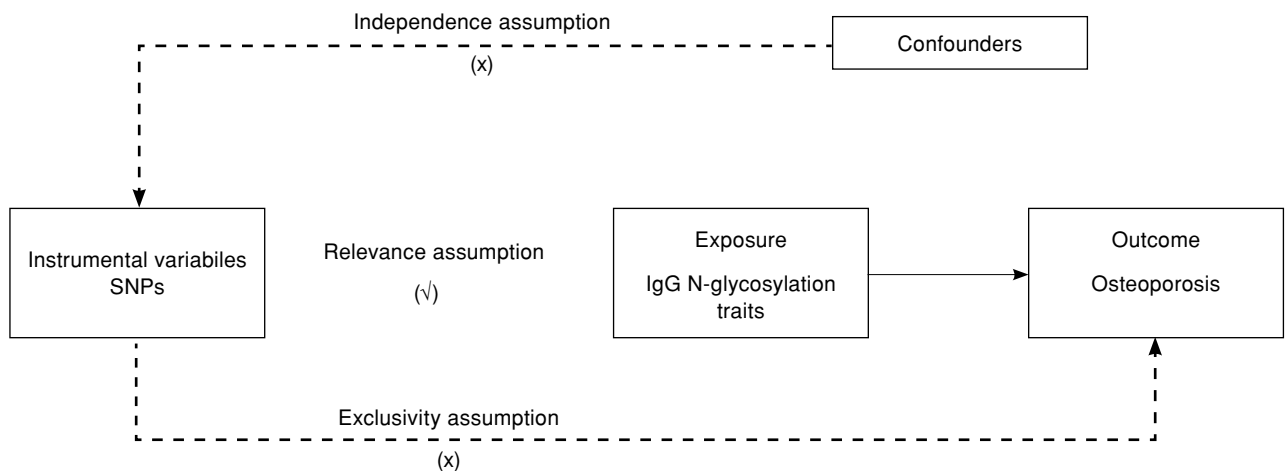 Independence assumption
(x)
Confounders
Instrumental variabiles
SNPs
Relevance assumption
(√)
Exposure
IgG N-glycosylation
traits
Outcome
Osteoporosis
Exclusivity assumption
(x)